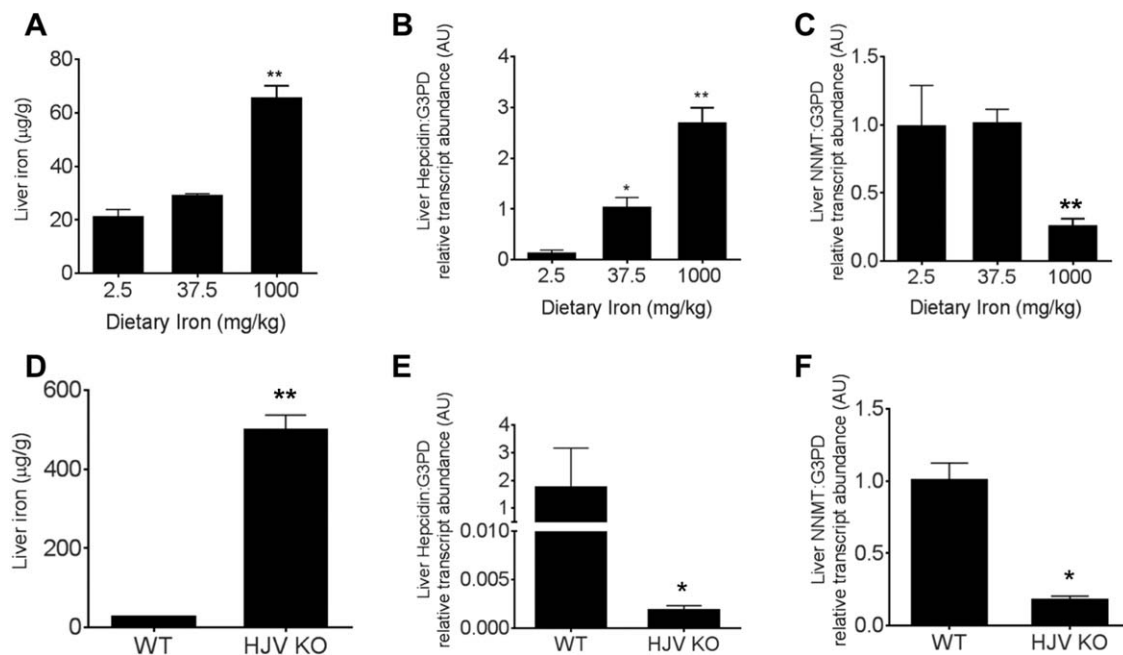 A
Liver iron (µg/g)
80
60
40
20
0
**
2.5 37.5 1000
Dietary Iron (mg/kg)
B
Liver Hepcidin:G3PD
relative transcript abundance (AU)
4
3
2
1
0
*
**
2.5 37.5 1000
Dietary Iron (mg/kg)
C
Liver NNMT:G3PD
relative transcript abundance (AU)
1.5
1.0
0.5
0.0
**
2.5 37.5 1000
Dietary Iron (mg/kg)
D
Liver iron (µg/g)
600
400
200
0
**
WT HJV KO
E
Liver Hepcidin:G3PD
relative transcript abundance (AU)
4
3
2
1
0.010
0.005
0.000
*
WT HJV KO
F
Liver NNMT:G3PD
relative transcript abundance (AU)
1.5
1.0
0.5
0.0
*
WT HJV KO